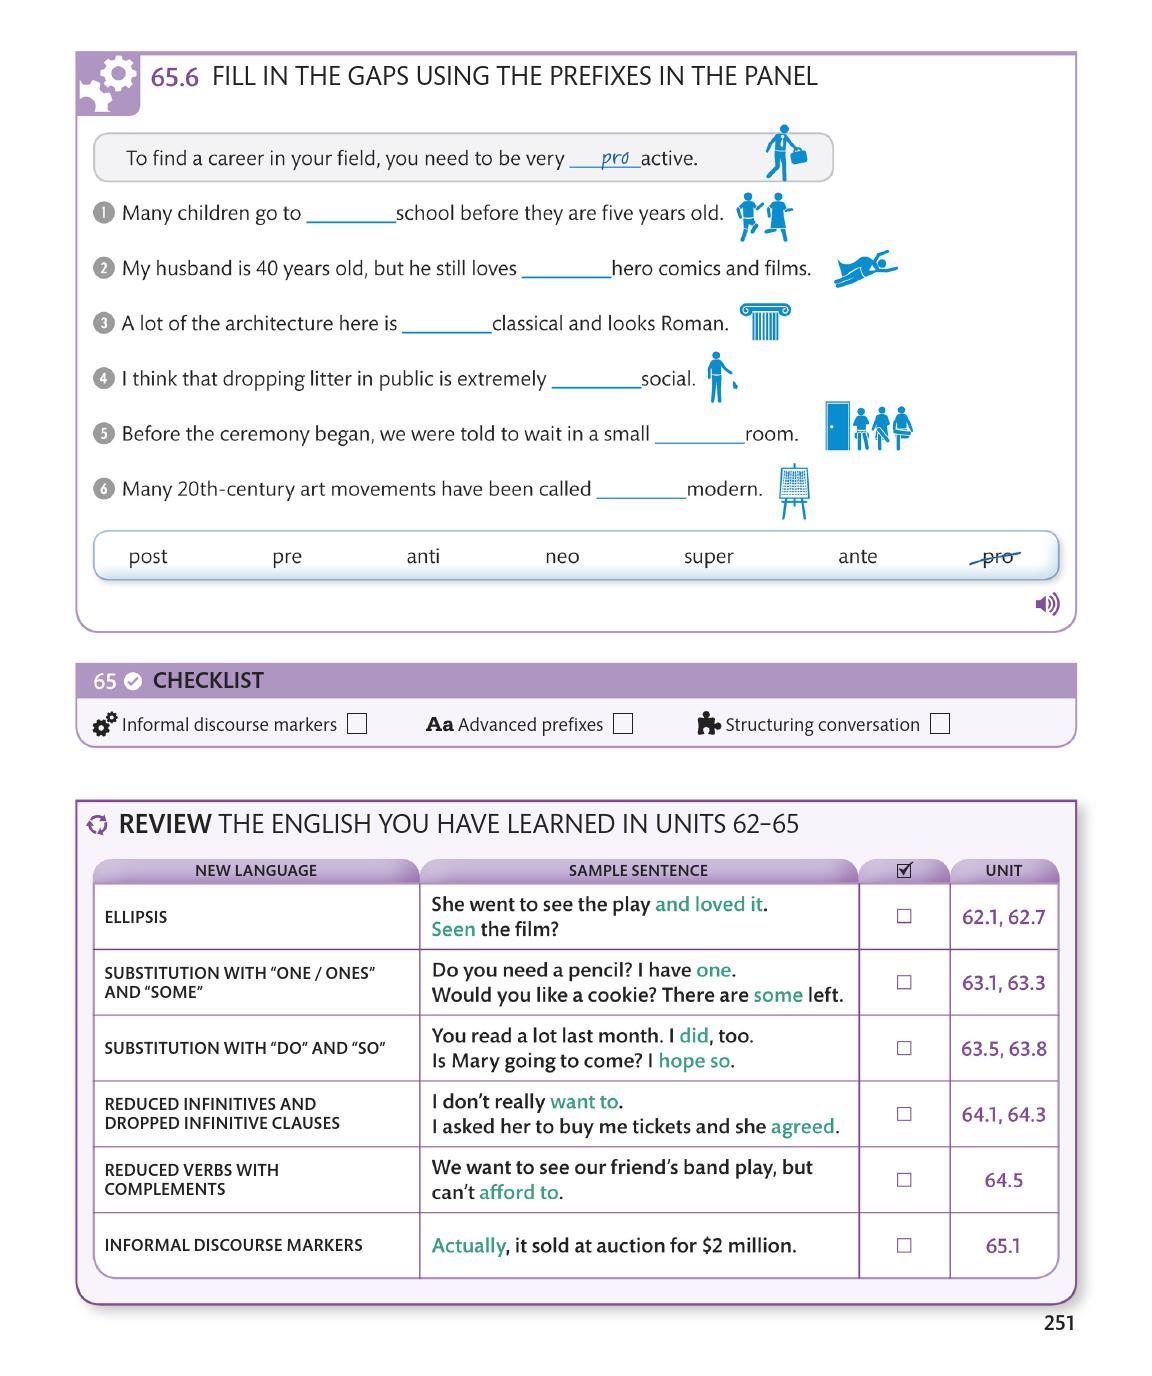 65.6 FILL IN THE GAPS USING THE PREFIXES IN THE PANEL
To find a career in your field, you need to be very pro active.
1 Many children go to ________school before they are five years old.
2 My husband is 40 years old, but he still loves ________hero comics and films.
3 A lot of the architecture here is ________classical and looks Roman.
4 I think that dropping litter in public is extremely ________social.
5 Before the ceremony began, we were told to wait in a small ________room.
6 Many 20th-century art movements have been called ________modern.
post pre anti neo super ante pro
65 CHECKLIST
Informal discourse markers Aa Advanced prefixes Structuring conversation
REVIEW THE ENGLISH YOU HAVE LEARNED IN UNITS 62–65
NEW LANGUAGE SAMPLE SENTENCE UNIT
ELLIPSIS
She went to see the play and loved it.
Seen the film?
62.1, 62.7
SUBSTITUTION WITH “ONE / ONES”
AND “SOME”
Do you need a pencil? I have one.
Would you like a cookie? There are some left.
63.1, 63.3
SUBSTITUTION WITH “DO” AND “SO”
You read a lot last month. I did, too.
Is Mary going to come? I hope so.
63.5, 63.8
REDUCED INFINITIVES AND
DROPPED INFINITIVE CLAUSES
I don’t really want to.
I asked her to buy me tickets and she agreed.
64.1, 64.3
REDUCED VERBS WITH
COMPLEMENTS
We want to see our friend’s band play, but
can’t afford to.
64.5
INFORMAL DISCOURSE MARKERS
Actually, it sold at auction for $2 million.
65.1
251